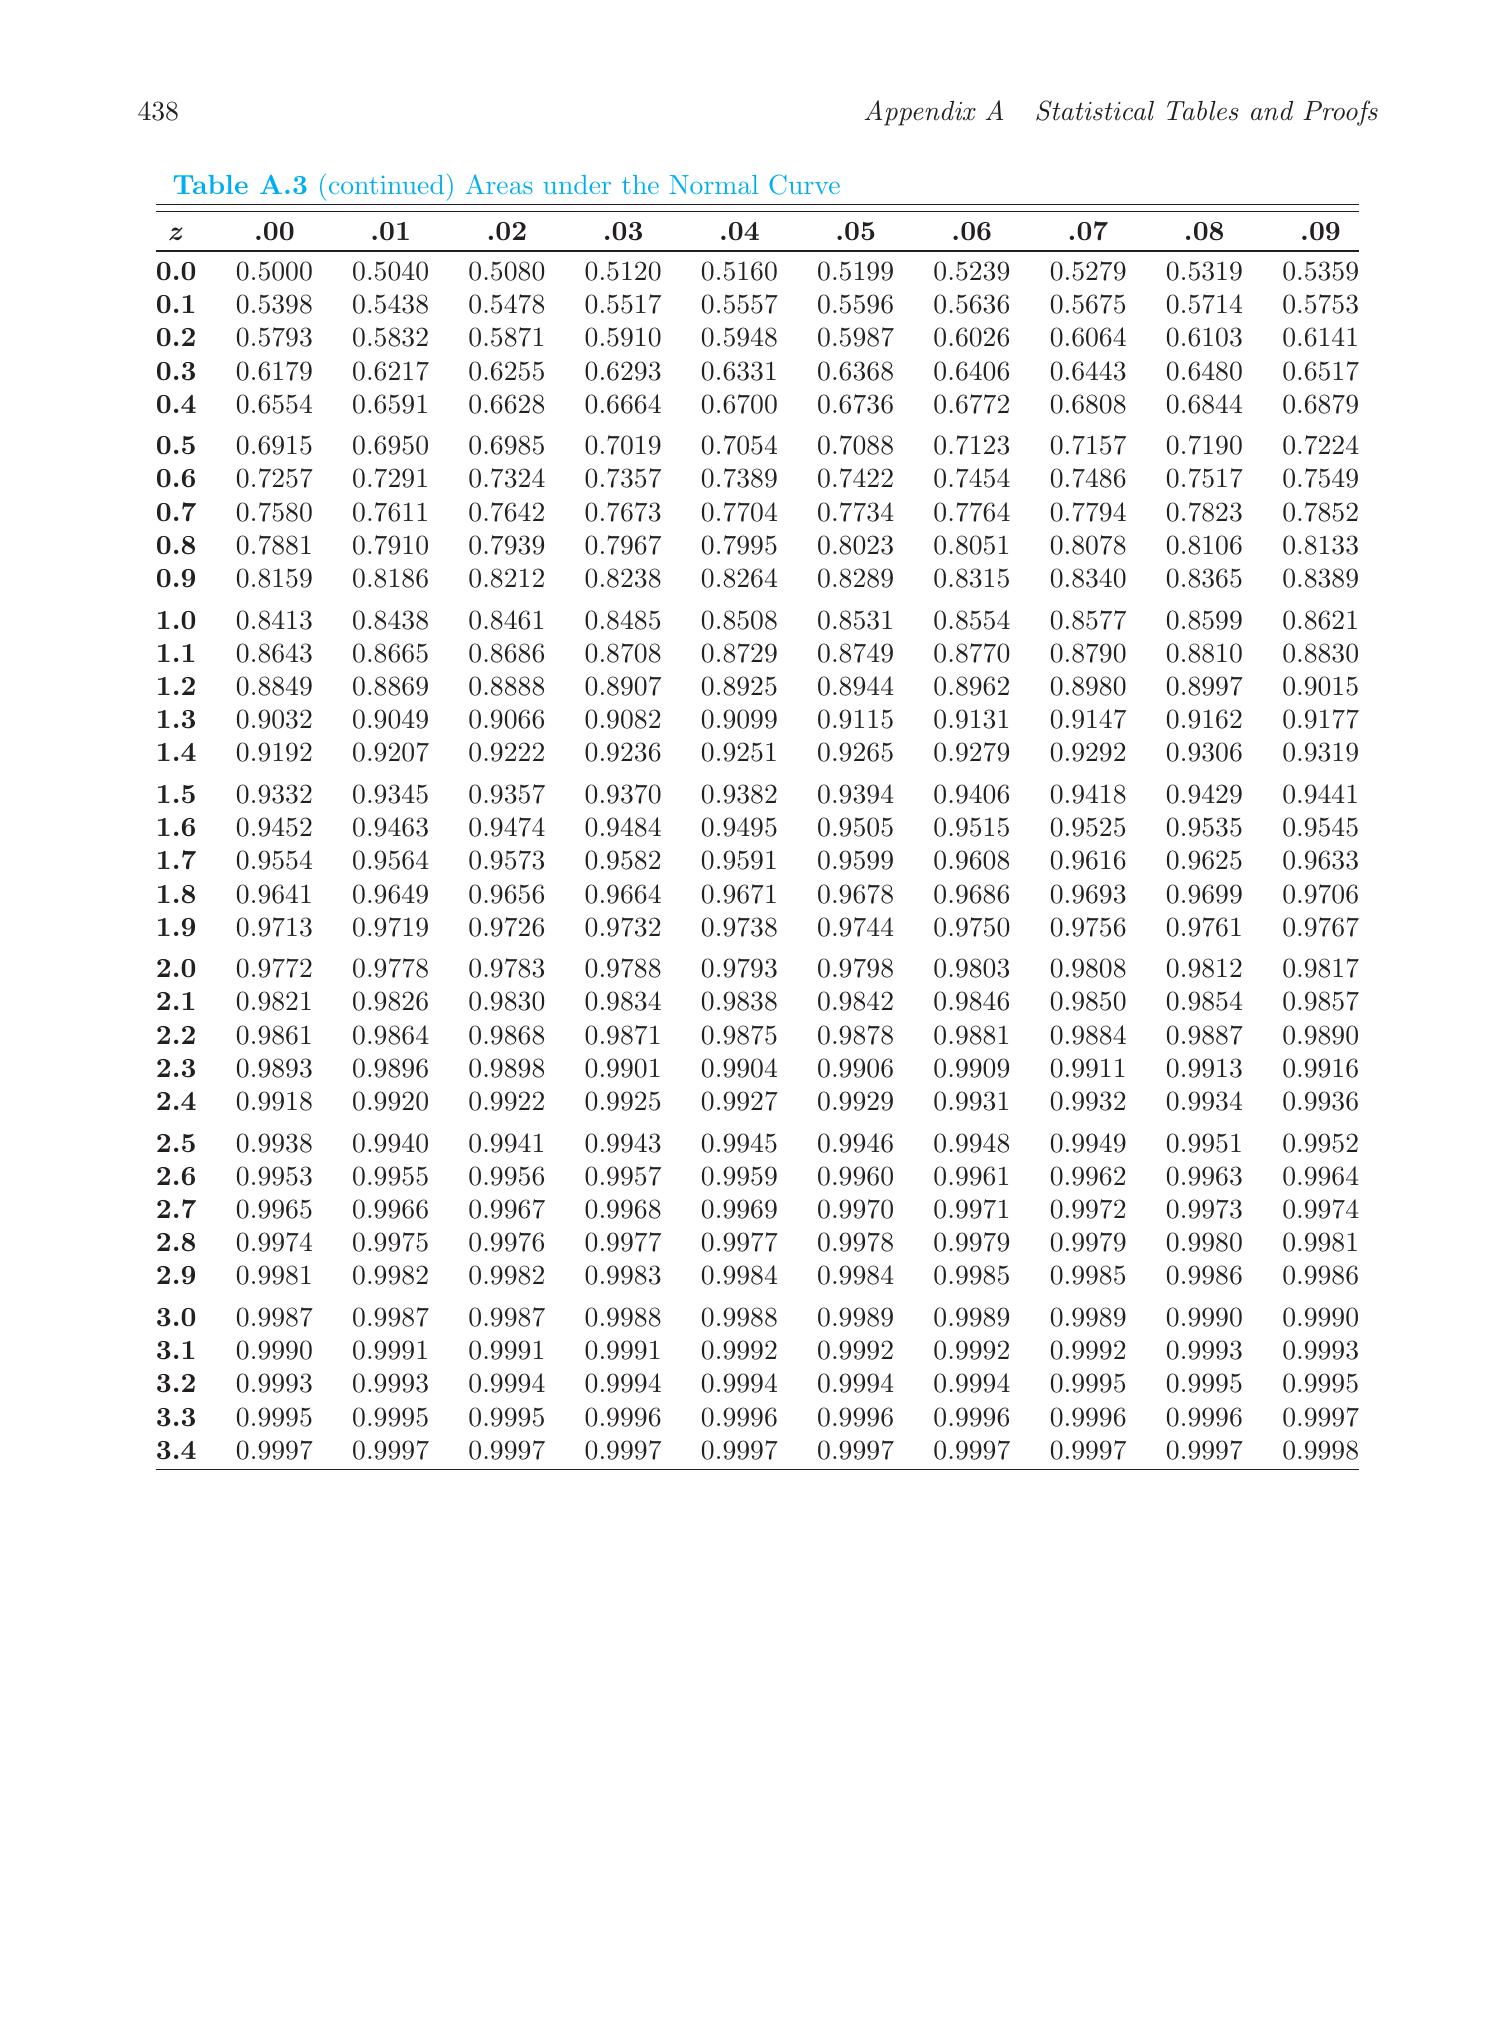 438 Appendix A Statistical Tables and Proofs
Table A.3 (continued) Areas under the Normal Curve
z .00 .01 .02 .03 .04 .05 .06 .07 .08 .09
0.0 0.5000 0.5040 0.5080 0.5120 0.5160 0.5199 0.5239 0.5279 0.5319 0.5359
0.1 0.5398 0.5438 0.5478 0.5517 0.5557 0.5596 0.5636 0.5675 0.5714 0.5753
0.2 0.5793 0.5832 0.5871 0.5910 0.5948 0.5987 0.6026 0.6064 0.6103 0.6141
0.3 0.6179 0.6217 0.6255 0.6293 0.6331 0.6368 0.6406 0.6443 0.6480 0.6517
0.4 0.6554 0.6591 0.6628 0.6664 0.6700 0.6736 0.6772 0.6808 0.6844 0.6879
0.5 0.6915 0.6950 0.6985 0.7019 0.7054 0.7088 0.7123 0.7157 0.7190 0.7224
0.6 0.7257 0.7291 0.7324 0.7357 0.7389 0.7422 0.7454 0.7486 0.7517 0.7549
0.7 0.7580 0.7611 0.7642 0.7673 0.7704 0.7734 0.7764 0.7794 0.7823 0.7852
0.8 0.7881 0.7910 0.7939 0.7967 0.7995 0.8023 0.8051 0.8078 0.8106 0.8133
0.9 0.8159 0.8186 0.8212 0.8238 0.8264 0.8289 0.8315 0.8340 0.8365 0.8389
1.0 0.8413 0.8438 0.8461 0.8485 0.8508 0.8531 0.8554 0.8577 0.8599 0.8621
1.1 0.8643 0.8665 0.8686 0.8708 0.8729 0.8749 0.8770 0.8790 0.8810 0.8830
1.2 0.8849 0.8869 0.8888 0.8907 0.8925 0.8944 0.8962 0.8980 0.8997 0.9015
1.3 0.9032 0.9049 0.9066 0.9082 0.9099 0.9115 0.9131 0.9147 0.9162 0.9177
1.4 0.9192 0.9207 0.9222 0.9236 0.9251 0.9265 0.9279 0.9292 0.9306 0.9319
1.5 0.9332 0.9345 0.9357 0.9370 0.9382 0.9394 0.9406 0.9418 0.9429 0.9441
1.6 0.9452 0.9463 0.9474 0.9484 0.9495 0.9505 0.9515 0.9525 0.9535 0.9545
1.7 0.9554 0.9564 0.9573 0.9582 0.9591 0.9599 0.9608 0.9616 0.9625 0.9633
1.8 0.9641 0.9649 0.9656 0.9664 0.9671 0.9678 0.9686 0.9693 0.9699 0.9706
1.9 0.9713 0.9719 0.9726 0.9732 0.9738 0.9744 0.9750 0.9756 0.9761 0.9767
2.0 0.9772 0.9778 0.9783 0.9788 0.9793 0.9798 0.9803 0.9808 0.9812 0.9817
2.1 0.9821 0.9826 0.9830 0.9834 0.9838 0.9842 0.9846 0.9850 0.9854 0.9857
2.2 0.9861 0.9864 0.9868 0.9871 0.9875 0.9878 0.9881 0.9884 0.9887 0.9890
2.3 0.9893 0.9896 0.9898 0.9901 0.9904 0.9906 0.9909 0.9911 0.9913 0.9916
2.4 0.9918 0.9920 0.9922 0.9925 0.9927 0.9929 0.9931 0.9932 0.9934 0.9936
2.5 0.9938 0.9940 0.9941 0.9943 0.9945 0.9946 0.9948 0.9949 0.9951 0.9952
2.6 0.9953 0.9955 0.9956 0.9957 0.9959 0.9960 0.9961 0.9962 0.9963 0.9964
2.7 0.9965 0.9966 0.9967 0.9968 0.9969 0.9970 0.9971 0.9972 0.9973 0.9974
2.8 0.9974 0.9975 0.9976 0.9977 0.9977 0.9978 0.9979 0.9979 0.9980 0.9981
2.9 0.9981 0.9982 0.9982 0.9983 0.9984 0.9984 0.9985 0.9985 0.9986 0.9986
3.0 0.9987 0.9987 0.9987 0.9988 0.9988 0.9989 0.9989 0.9989 0.9990 0.9990
3.1 0.9990 0.9991 0.9991 0.9991 0.9992 0.9992 0.9992 0.9992 0.9993 0.9993
3.2 0.9993 0.9993 0.9994 0.9994 0.9994 0.9994 0.9994 0.9995 0.9995 0.9995
3.3 0.9995 0.9995 0.9995 0.9996 0.9996 0.9996 0.9996 0.9996 0.9996 0.9997
3.4 0.9997 0.9997 0.9997 0.9997 0.9997 0.9997 0.9997 0.9997 0.9997 0.9998